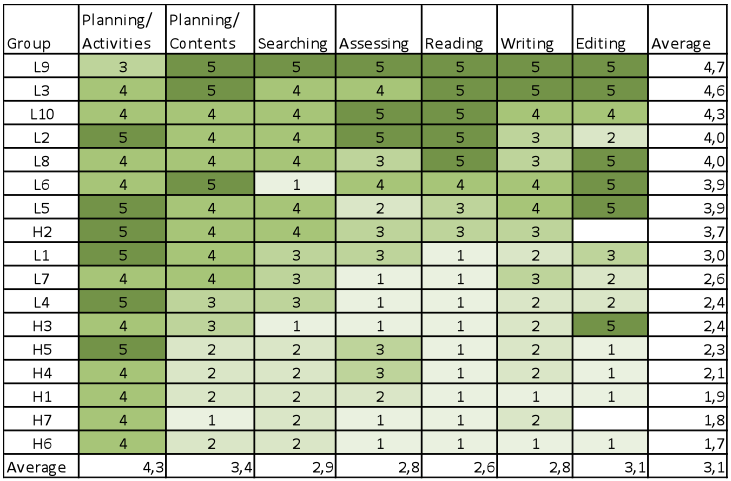 Group Planning/Activities Planning/Contents Searching Assessing Reading Writing Editing Average
L9 3 5 5 5 5 5 5 4,7
L3 4 5 4 4 5 5 5 4,6
L10 4 4 4 5 5 4 4 4,3
L2 5 4 4 5 5 3 2 4,0
L8 4 4 4 3 5 3 5 4,0
L6 4 5 1 4 4 4 5 3,9
L5 5 4 4 2 3 4 5 3,9
H2 5 4 4 3 3 3 3,7
L1 5 4 3 3 1 2 3 3,0
L7 4 4 3 1 1 3 2 2,6
L4 5 3 3 1 1 2 2 2,4
H3 4 3 1 1 1 2 5 2,4
H5 5 2 2 3 1 2 1 2,3
H4 4 2 2 3 1 2 1 2,1
H1 4 2 2 2 1 1 1 1,9
H7 4 1 2 1 1 2 1,8
H6 4 2 2 1 1 1 1 1,7
Average 4,3 3,4 2,9 2,8 2,6 2,8 3,1 3,1